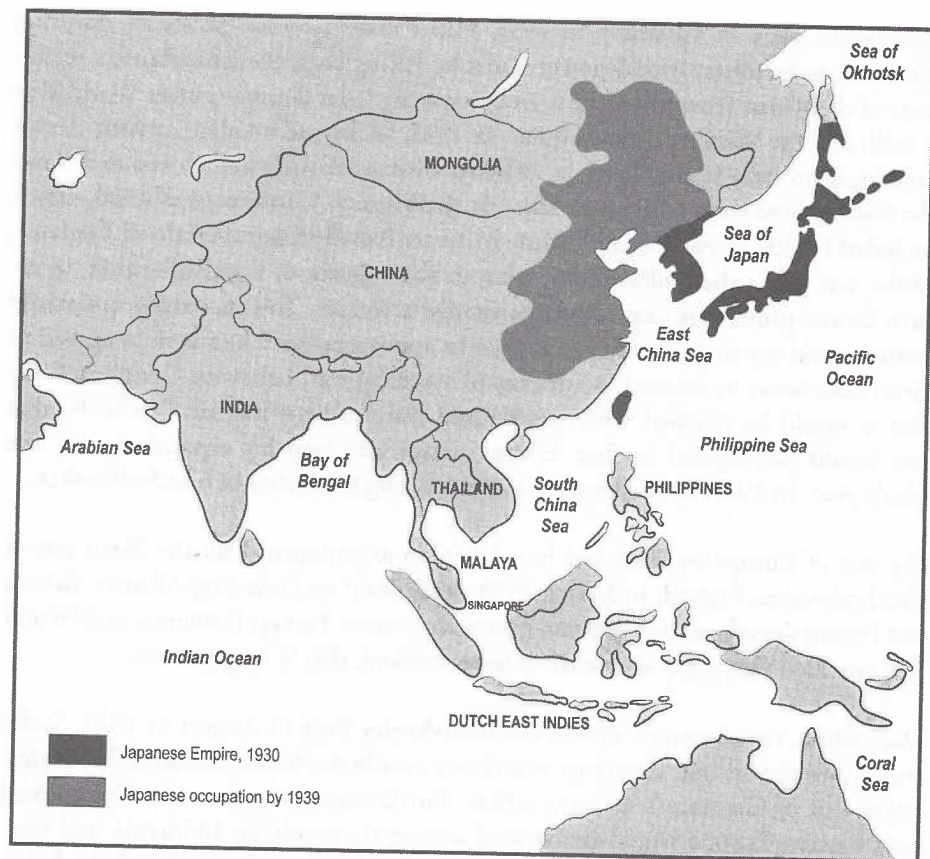 Sea of
Okhotsk
MONGOLIA
Sea of
Japan
CHINA
East
China Sea
Pacific
Ocean
INDIA
Arabian Sea
Bay of
Bengal
Philippine Sea
THAILAND
South
China
Sea
PHILIPPINES
MALAYA
SINGAPORE
Indian Ocean
DUTCH EAST INDIES
Coral
Sea
Japanese Empire, 1930
Japanese occupation by 1939